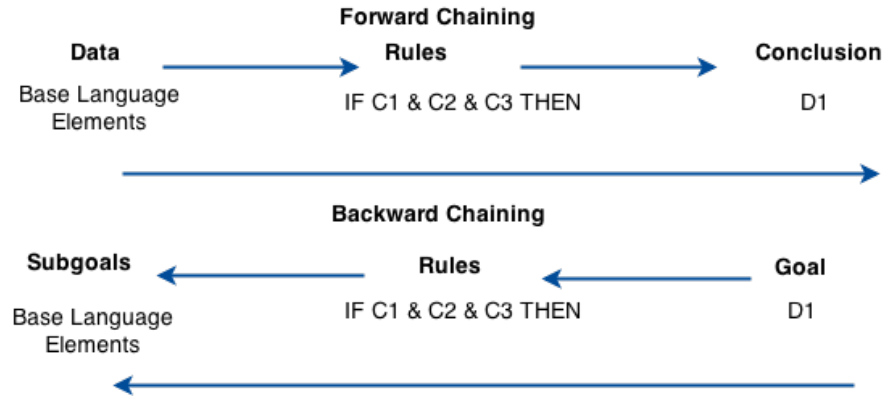 Forward Chaining
Data Rules Conclusion
Base Language IF C1 & C2 & C3 THEN D1
Elements
Backward Chaining
Subgoals Rules Goal
Base Language IF C1 & C2 & C3 THEN D1
Elements